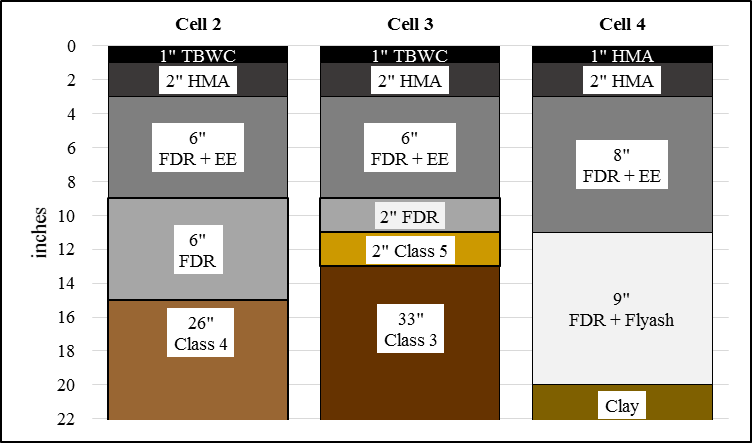 Cell 2
Cell 3
Cell 4
inches
0
2
4
6
8
10
12
14
16
18
20
22
1" TBWC
2" HMA
6"
FDR + EE
6"
FDR
26"
Class 4
1" TBWC
2" HMA
6"
FDR + EE
2" FDR
2" Class 5
33"
Class 3
1" HMA
2" HMA
8"
FDR + EE
9"
FDR + Flyash
Clay